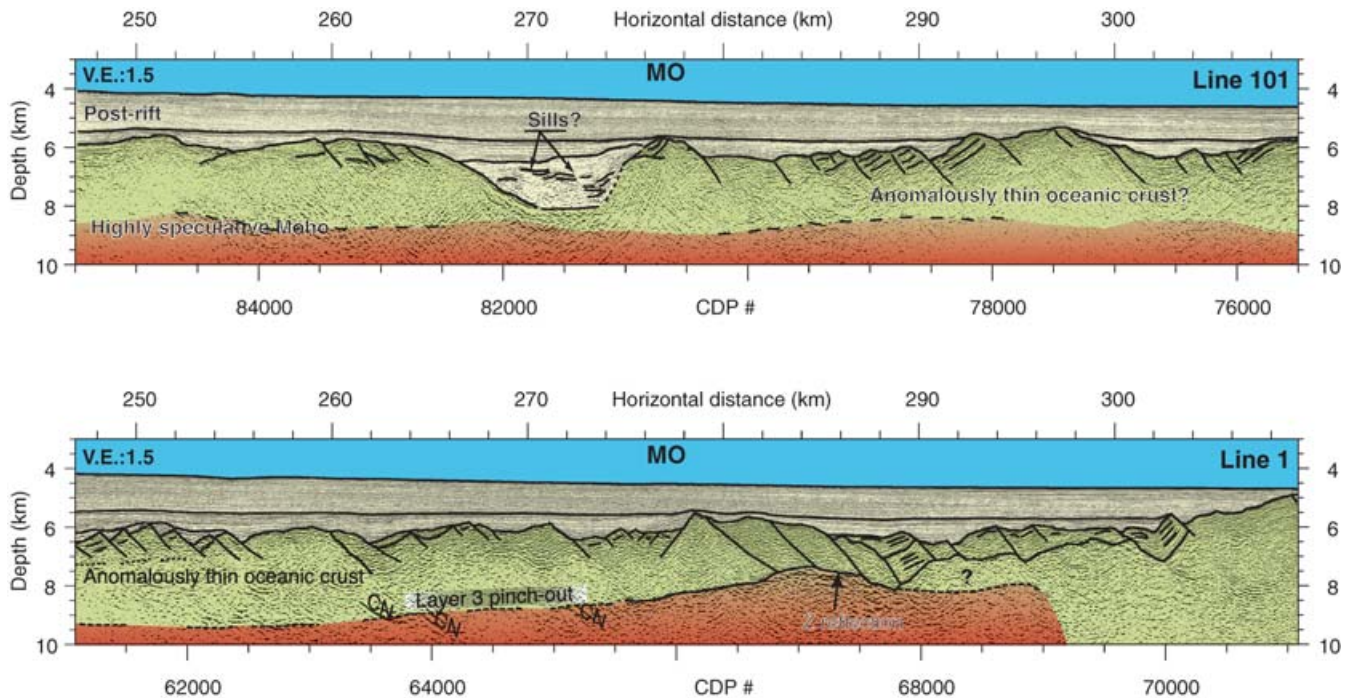 250 260 270 Horizontal distance (km) 290 300
V.E.:1.5 MO Line 101
Post-rift
Sills?
Depth (km)
4 4
6 6
8 8
10 10
Anomalously thin oceanic crust?
Highly speculative Moho
84000 82000 CDP # 78000 76000
250 260 270 Horizontal distance (km) 290 300
V.E.:1.5 MO Line 1
Depth (km)
4 4
6 6
8 8
10 10
Anomalously thin oceanic crust
?
Layer 3 pinch-out
CN CN CN
62000 64000 CDP # 68000 70000